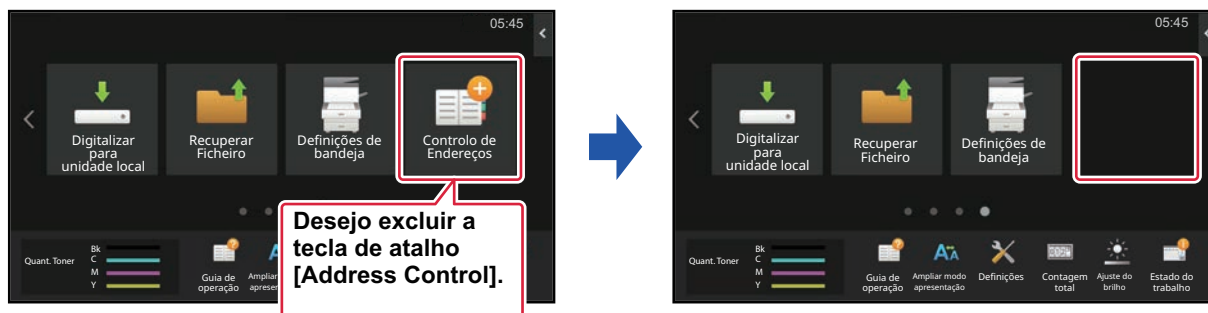 05:45
Digitalizar
para
unidade local
Recuperar
Ficheiro
Definições de
bandeja
Controlo de
Endereços
Desejo excluir a
tecla de atalho
[Address Control].
Quant. Toner
Bk
C
M
Y
Guia de
operação
Ampliar
05:45
Digitalizar
para
unidade local
Recuperar
Ficheiro
Definições de
bandeja
Quant. Toner
Bk
C
M
Y
Guia de
operação
Ampliar modo
apresentação
Definições
Contagem
total
Ajuste do
brilho
Estado do
trabalho